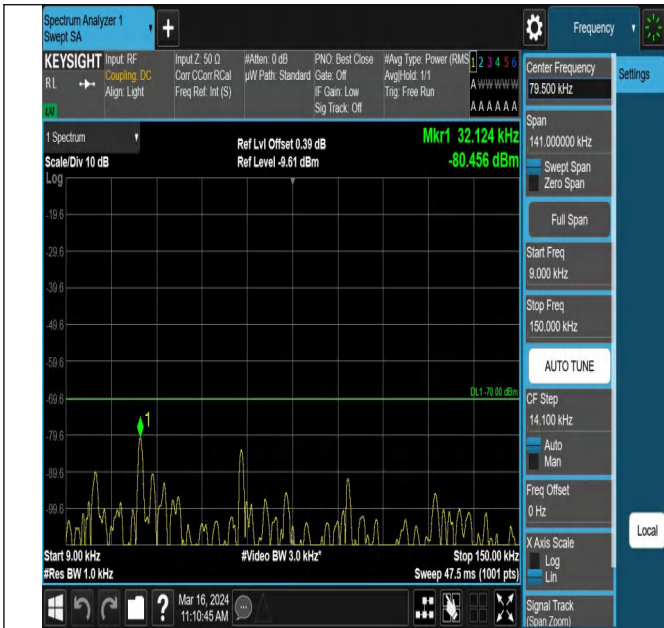 Spectrum Analyzer 1
Swept SA
+
Frequency
KEYSIGHT
RL
LXI
Input: RF
Coupling: DC
Align: Light
Input Z: 50 Ω
Corr CCorr RCal
Freq Ref: Int (S)
#Atten: 0 dB
µW Path: Standard
PNO: Best Close
Gate: Off
IF Gain: Low
Sig Track: Off
#Avg Type: Power (RMS
Avg|Hold: 1/1
Trig: Free Run
1 2 3 4 5 6
A W W W W W
A A A A A A
1 Spectrum
Scale/Div 10 dB
Ref Lvl Offset 0.39 dB
Ref Level -9.61 dBm
Mkr1 32.124 kHz
-80.456 dBm
Log
-19.6
-29.6
-39.6
-49.6
-59.6
-69.6
-79.6
-89.6
-99.6
DL1 -70.00 dBm
1
Start 9.00 kHz
#Res BW 1.0 kHz
#Video BW 3.0 kHz*
Stop 150.00 kHz
Sweep 47.5 ms (1001 pts)
?
Mar 16, 2024
11:10:45 AM
Center Frequency
79.500 kHz
Settings
Span
141.000000 kHz
Swept Span
Zero Span
Full Span
Start Freq
9.000 kHz
Stop Freq
150.000 kHz
AUTO TUNE
CF Step
14.100 kHz
Auto
Man
Freq Offset
0 Hz
X Axis Scale
Log
Lin
Local
Signal Track
(Span Zoom)